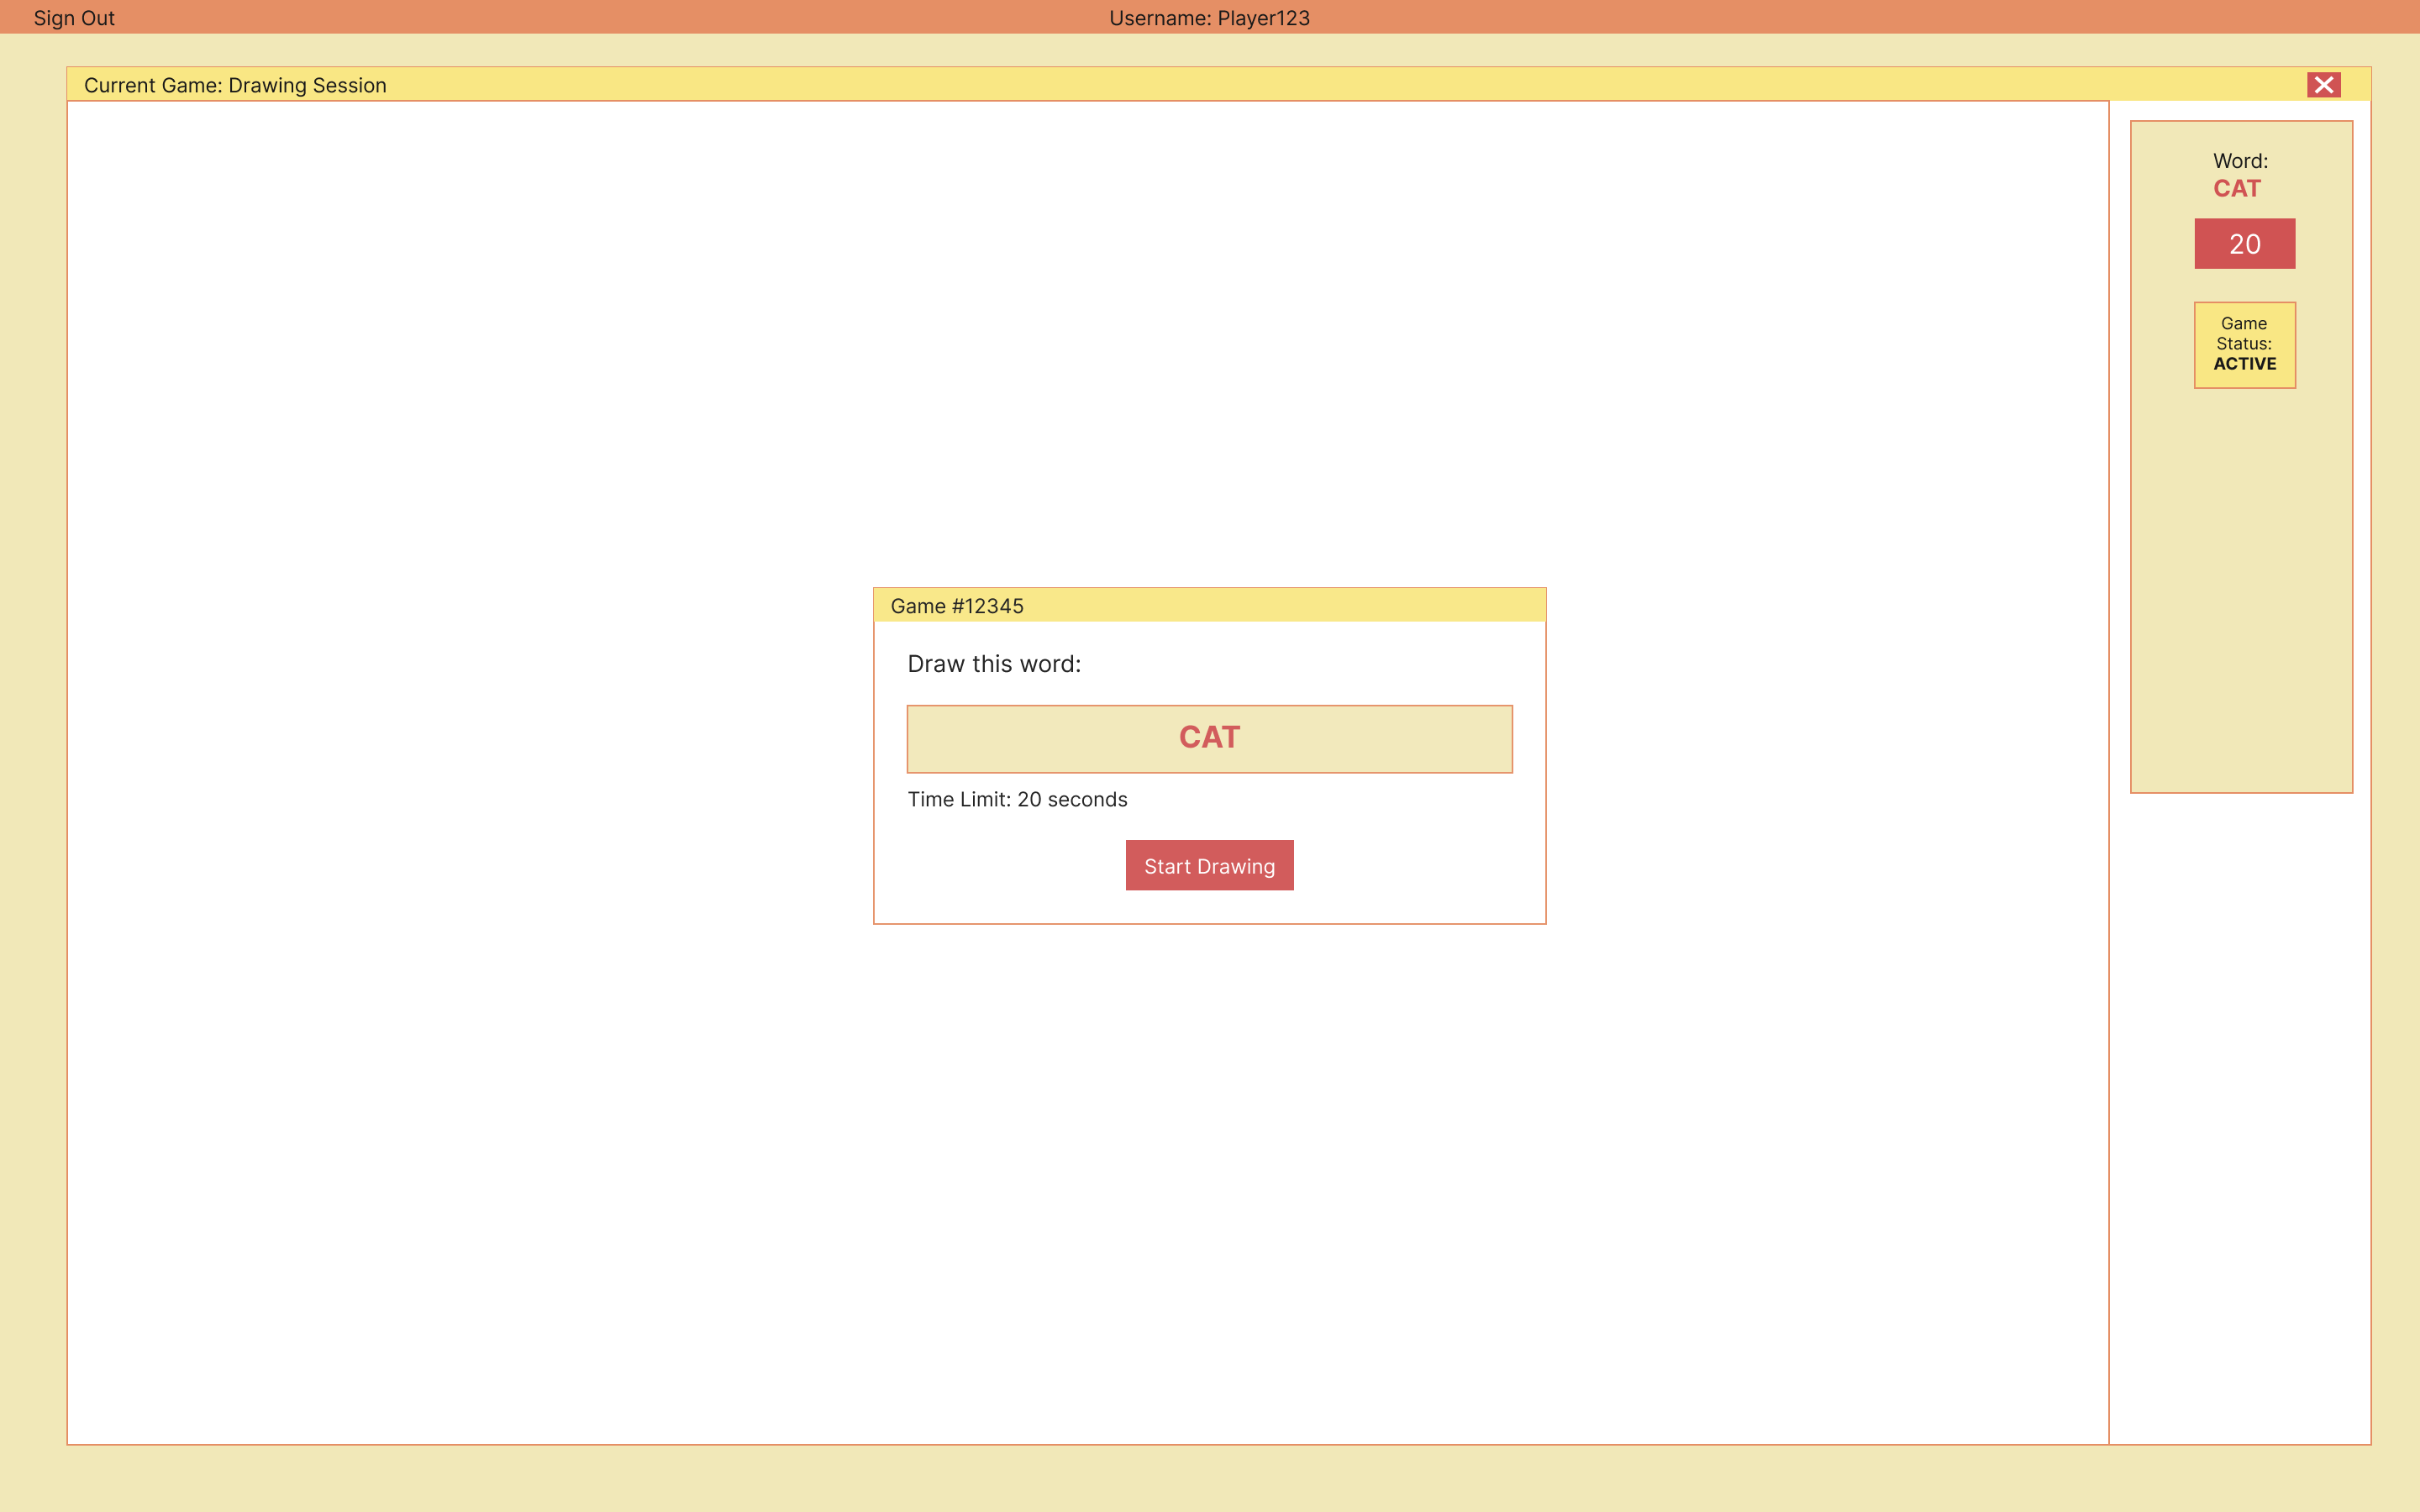 Sign Out
Username: Player123
Current Game: Drawing Session
Word:
CAT
20
Game
Status:
ACTIVE
Game #12345
Draw this word:
CAT
Time Limit: 20 seconds
Start Drawing